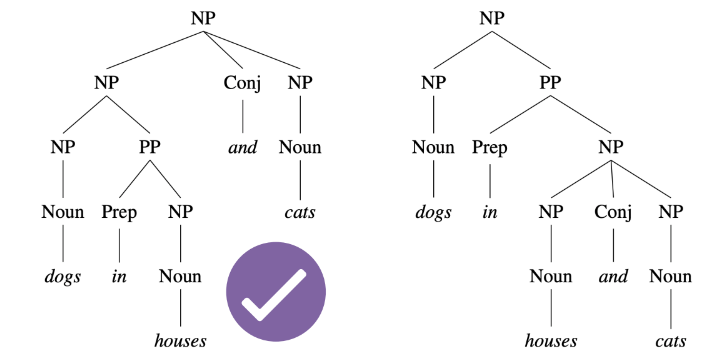 NP NP
NP Conj NP NP PP
NP PP and Noun Noun Prep NP
Noun Prep NP cats dogs in NP Conj NP
dogs in Noun Noun and Noun
houses houses cats